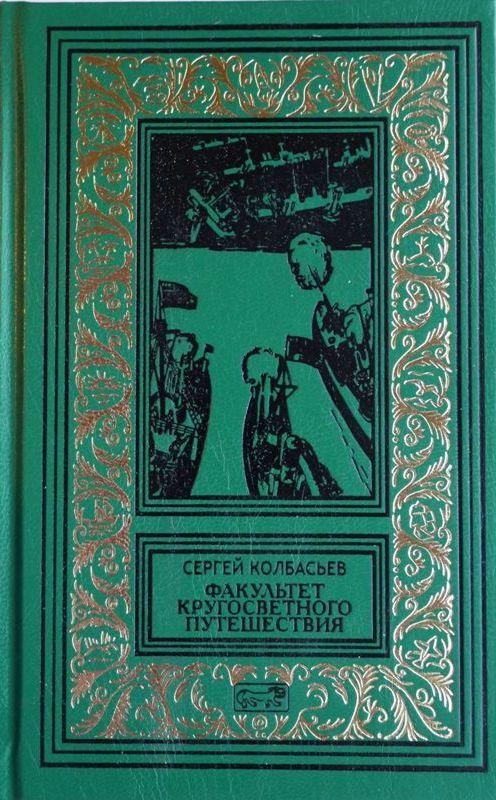 СЕРГЕЙ КОЛБАСЬЕВ
ФАКУЛЬТЕТ
КРУГОСВЕТНОГО
ПУТЕШЕСТВИЯ